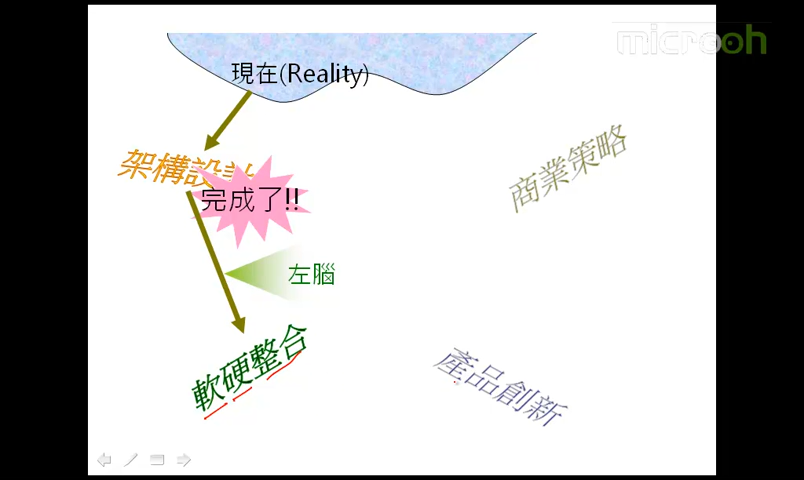 microoh
現在(Reality)
架構設計
完成了!!
商業策略
左腦
軟硬整合
產品創新